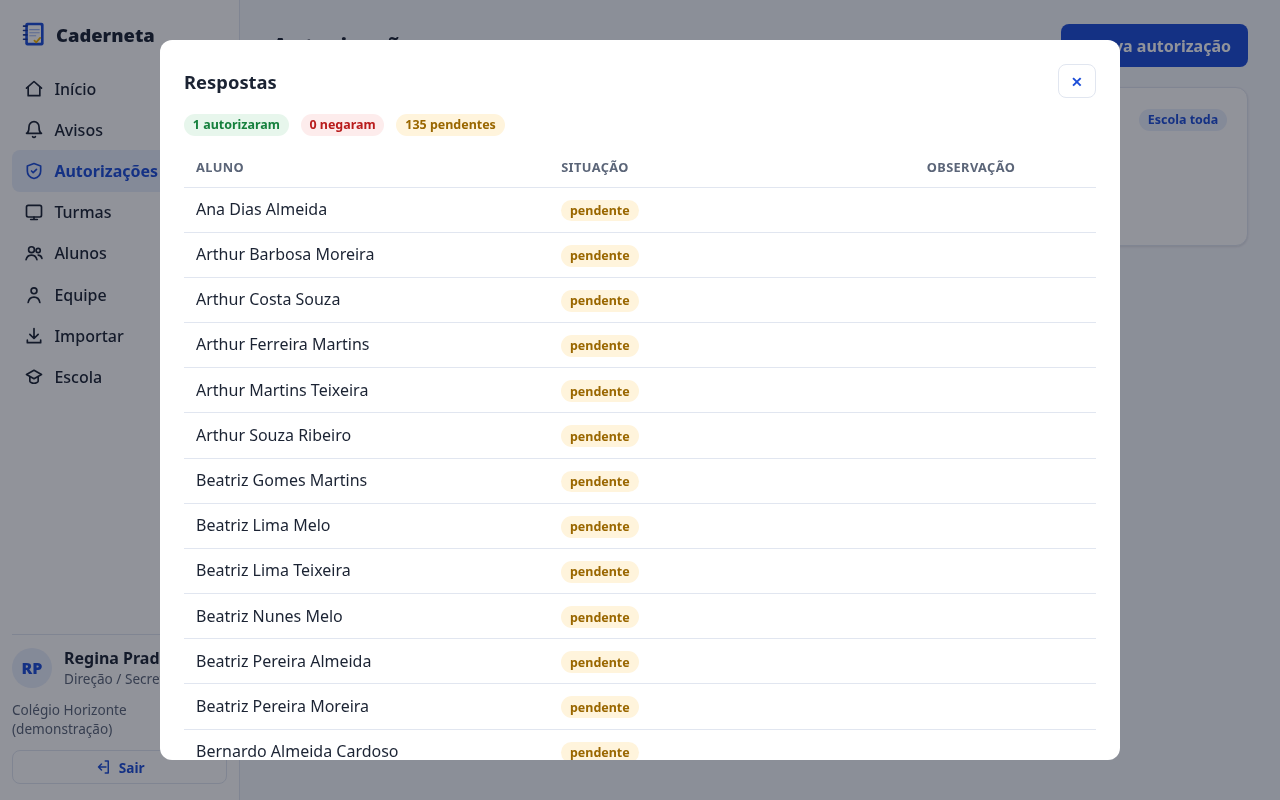 Caderneta
Início
Avisos
Autorizações
Turmas
Alunos
Equipe
Importar
Escola
Regina Prad
Direção / Secre
Colégio Horizonte
(demonstração)
Sair
va autorização
Escola toda
Respostas
×
1 autorizaram
0 negaram
135 pendentes
ALUNO SITUAÇÃO OBSERVAÇÃO
Ana Dias Almeida pendente
Arthur Barbosa Moreira pendente
Arthur Costa Souza pendente
Arthur Ferreira Martins pendente
Arthur Martins Teixeira pendente
Arthur Souza Ribeiro pendente
Beatriz Gomes Martins pendente
Beatriz Lima Melo pendente
Beatriz Lima Teixeira pendente
Beatriz Nunes Melo pendente
Beatriz Pereira Almeida pendente
Beatriz Pereira Moreira pendente
Bernardo Almeida Cardoso pendente
RP